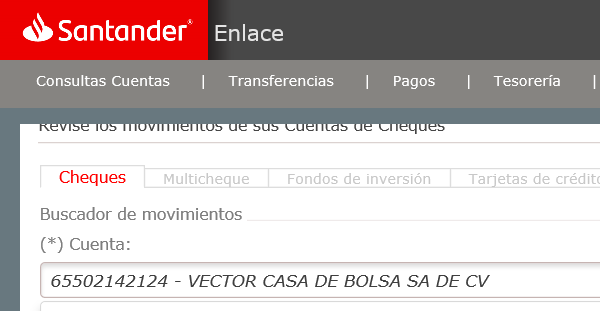 Santander® Enlace
Consultas Cuentas | Transferencias | Pagos | Tesorería |
Revise los movimientos de sus Cuentas de Cheques
Cheques Multicheque Fondos de inversión Tarjetas de crédito
Buscador de movimientos
(*) Cuenta:
65502142124 - VECTOR CASA DE BOLSA SA DE CV